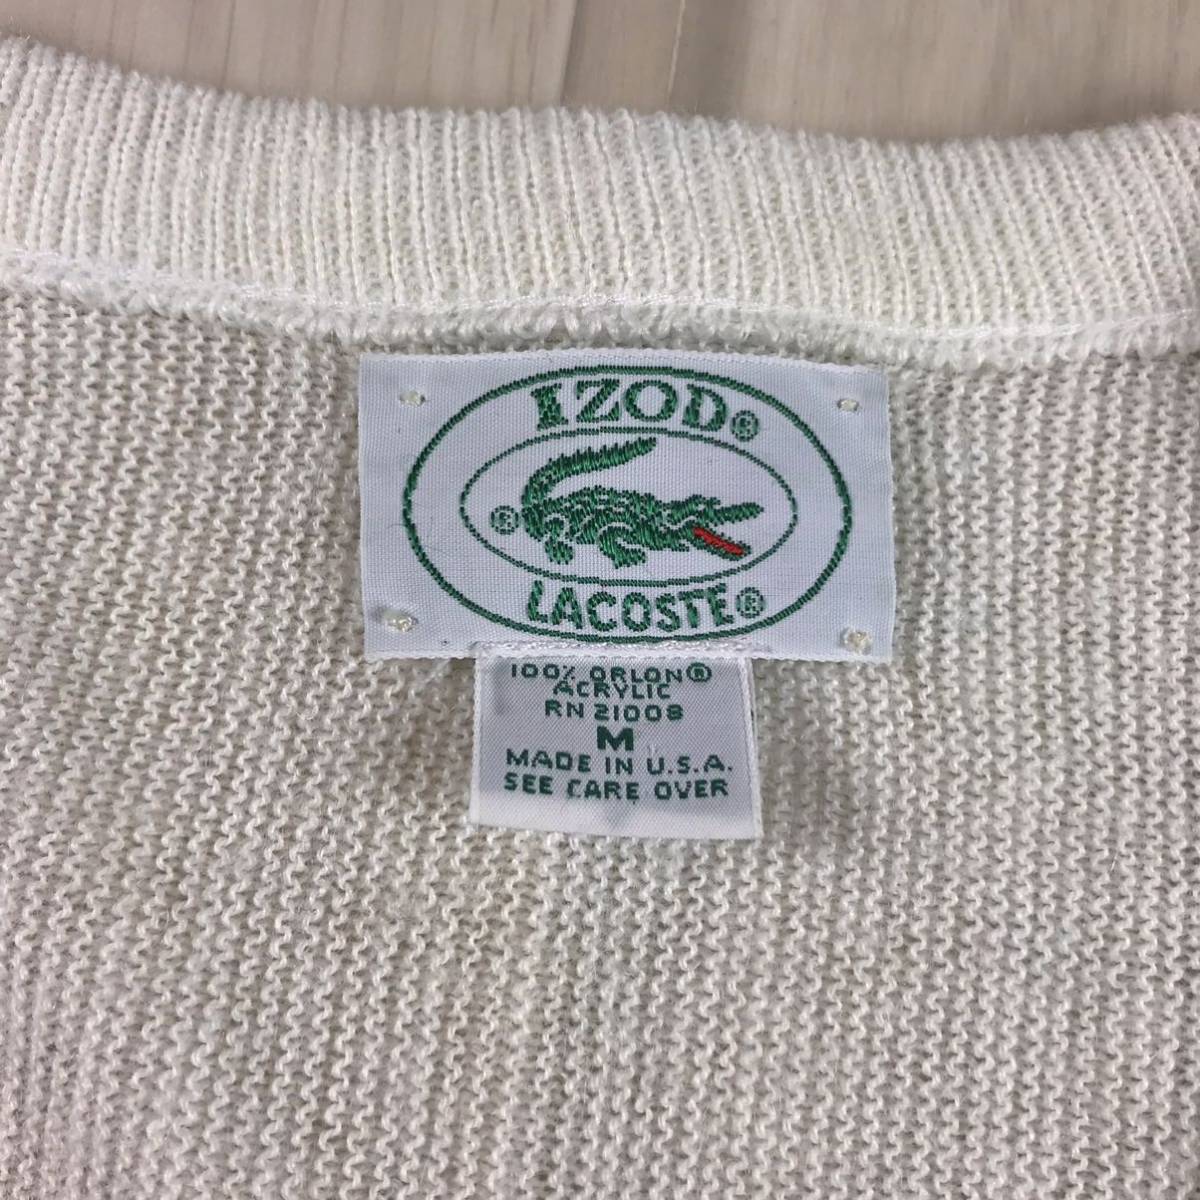 IZOD®
®
LACOSTE®
100% ORLON®
ACRYLIC
RN 21008
M
MADE IN U.S.A.
SEE CARE OVER